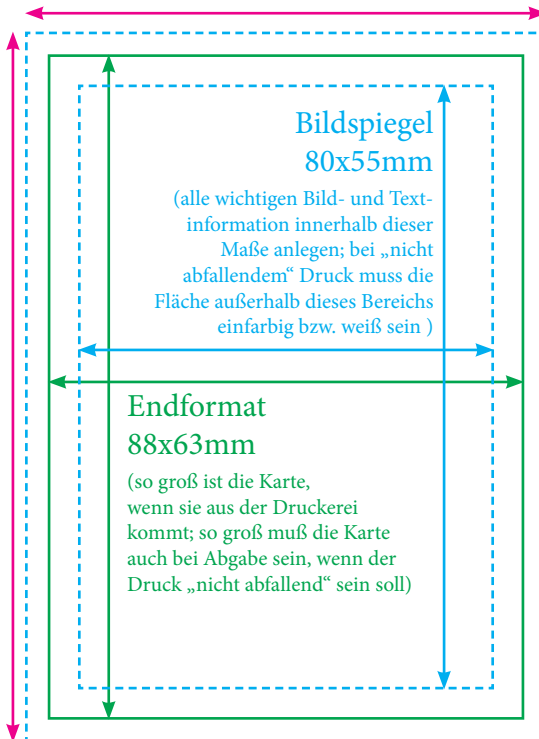 Bildspiegel
80x55mm
(alle wichtigen Bild- und Text-
information innerhalb dieser
Maße anlegen; bei „nicht
abfallendem“ Druck muss die
Fläche außerhalb dieses Bereichs
einfarbig bzw. weiß sein )
Endformat
88x63mm
(so groß ist die Karte,
wenn sie aus der Druckerei
kommt; so groß muß die Karte
auch bei Abgabe sein, wenn der
Druck „nicht abfallend“ sein soll)